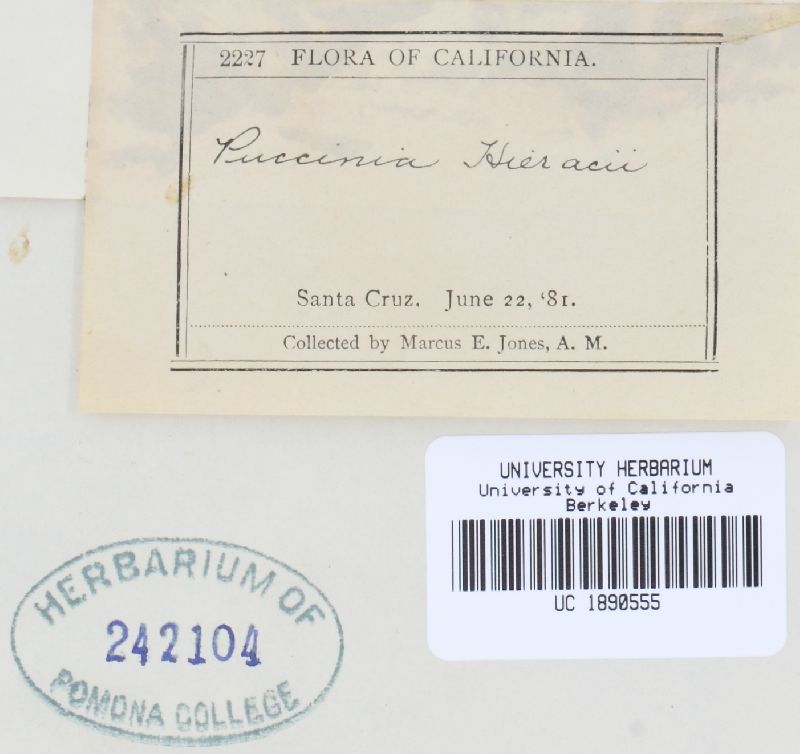 2227 FLORA OF CALIFORNIA.
Puccinia Hieracii
Santa Cruz. June 22, '81.
Collected by Marcus E. Jones, A. M.
UNIVERSITY HERBARIUM
University of California
Berkeley
UC 1890555
HERBARIUM OF
242104
POMONA COLLEGE